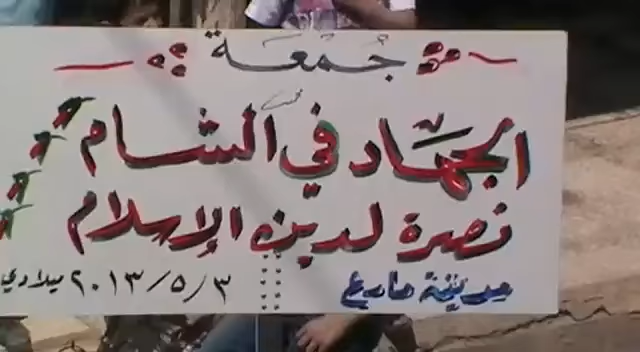 جمعة
الجهاد في الشام
نصرة لدين الإسلام
مدينة مارع
٢٠١٣/٥/٣ ميلادي